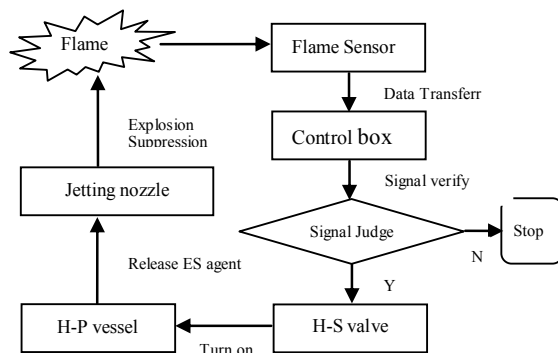 Flame
Flame Sensor
Data Transferr
Explosion
Suppression
Control box
Jetting nozzle
Signal verify
Signal Judge
Stop
N
Release ES agent
Y
H-P vessel
H-S valve
Turn on